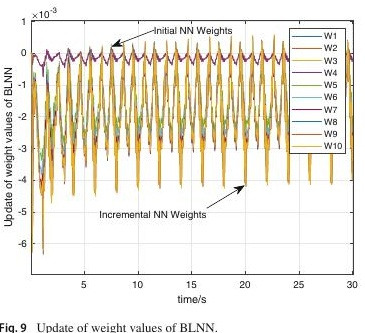 ×10⁻³
1
0
-1
-2
-3
-4
-5
-6
Update of weight values of BLNN
Initial NN Weights
Incremental NN Weights
W1
W2
W3
W4
W5
W6
W7
W8
W9
W10
5
10
15
20
25
30
time/s
Fig. 9 Update of weight values of BLNN.